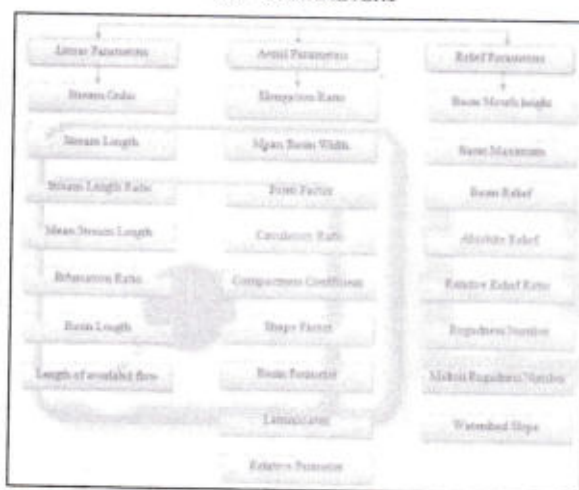 Linear Parameters
Stream Order
Stream Length
Stream Length Ratio
Mean Stream Length
Bifurcation Ratio
Basin Length
Length of overland flow
Areal Parameters
Elongation Ratio
Mean Basin Width
Form Factor
Circulatory Ratio
Compactness Coefficient
Shape Factor
Basin Perimeter
Relative Perimeter
Relief Parameters
Basin Mouth height
Basin Maximum
Basin Relief
Absolute Relief
Relative Relief Ratio
Rugedness Number
Melton Rugedness Number
Watershed Slope